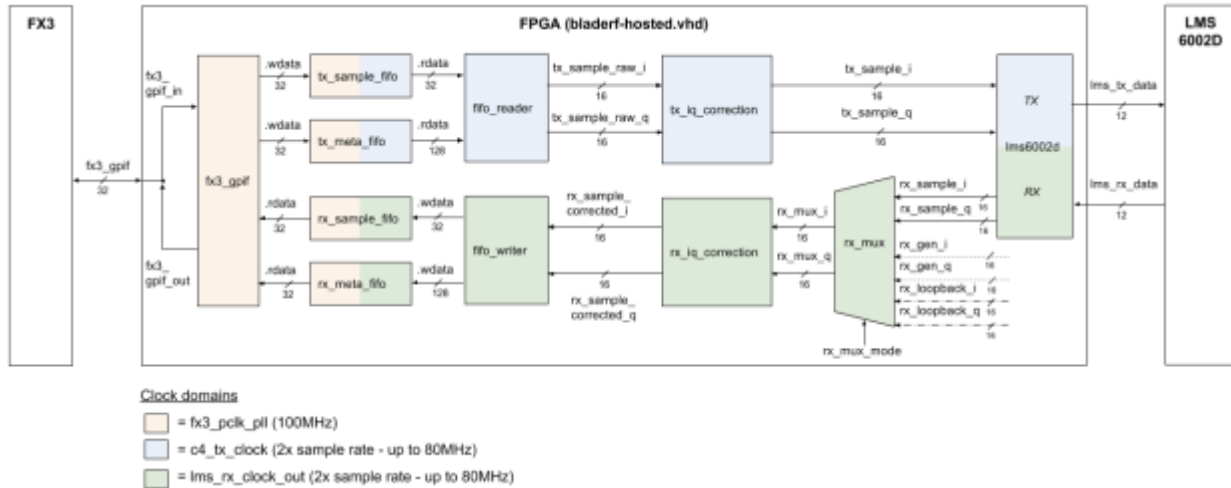 FX3
FPGA (bladerf-hosted.vhd)
LMS
6002D
fx3_
gpif_in
.wdata
32
tx_sample_fifo
.rdata
32
fifo_reader
tx_sample_raw_i
16
tx_iq_correction
tx_sample_i
16
TX
lms_tx_data
12
.wdata
32
tx_meta_fifo
.rdata
128
tx_sample_raw_q
16
tx_sample_q
16
lms6002d
fx3_gpif
32
fx3_gpif
.rdata
32
rx_sample_fifo
.wdata
32
fifo_writer
rx_sample_
corrected_i
16
rx_iq_correction
rx_mux_i
16
rx_mux
rx_sample_i
16
rx_sample_q
16
RX
lms_rx_data
12
fx3_
gpif_out
.rdata
32
rx_meta_fifo
.wdata
128
16
rx_sample_
corrected_q
rx_mux_q
16
rx_gen_i
16
rx_gen_q
16
rx_loopback_i
16
rx_loopback_q
16
rx_mux_mode
Clock domains
= fx3_pclk_pll (100MHz)
= c4_tx_clock (2x sample rate - up to 80MHz)
= lms_rx_clock_out (2x sample rate - up to 80MHz)